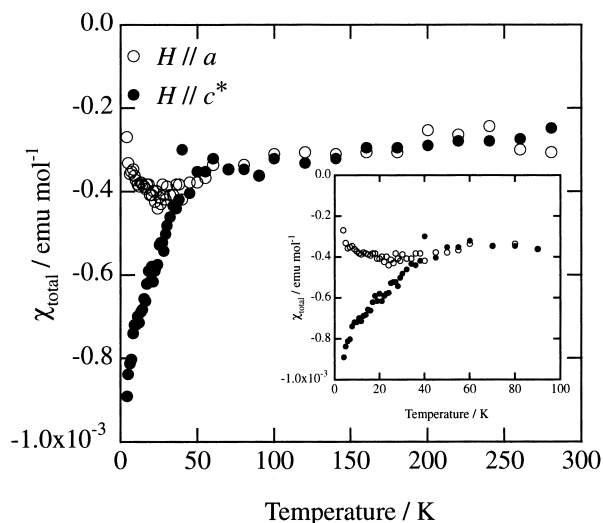 0.0
H // a
H // c*
-0.2
-0.4
-0.6
-0.8
-1.0x10⁻³
χtotal / emu mol⁻¹
0 50 100 150 200 250 300
Temperature / K
0.0
-0.2
-0.4
-0.6
-0.8
-1.0x10⁻³
χtotal / emu mol⁻¹
0 20 40 60 80 100
Temperature / K